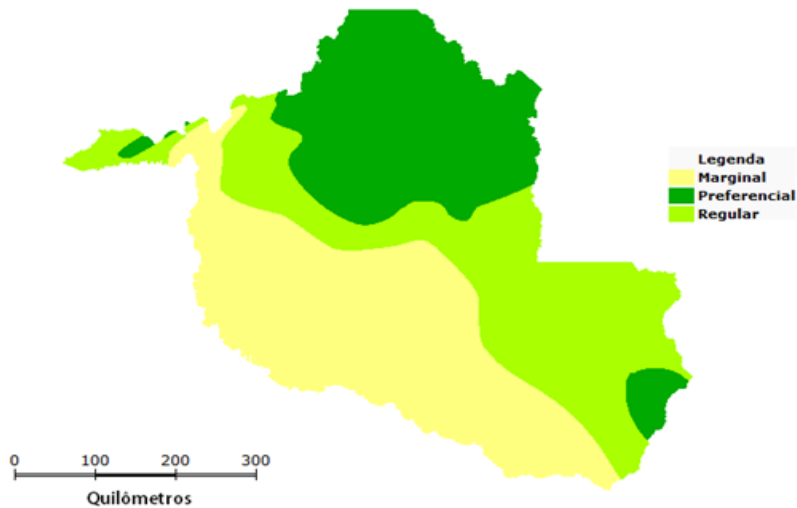 Legenda
Marginal
Preferencial
Regular
0 100 200 300
Quilômetros